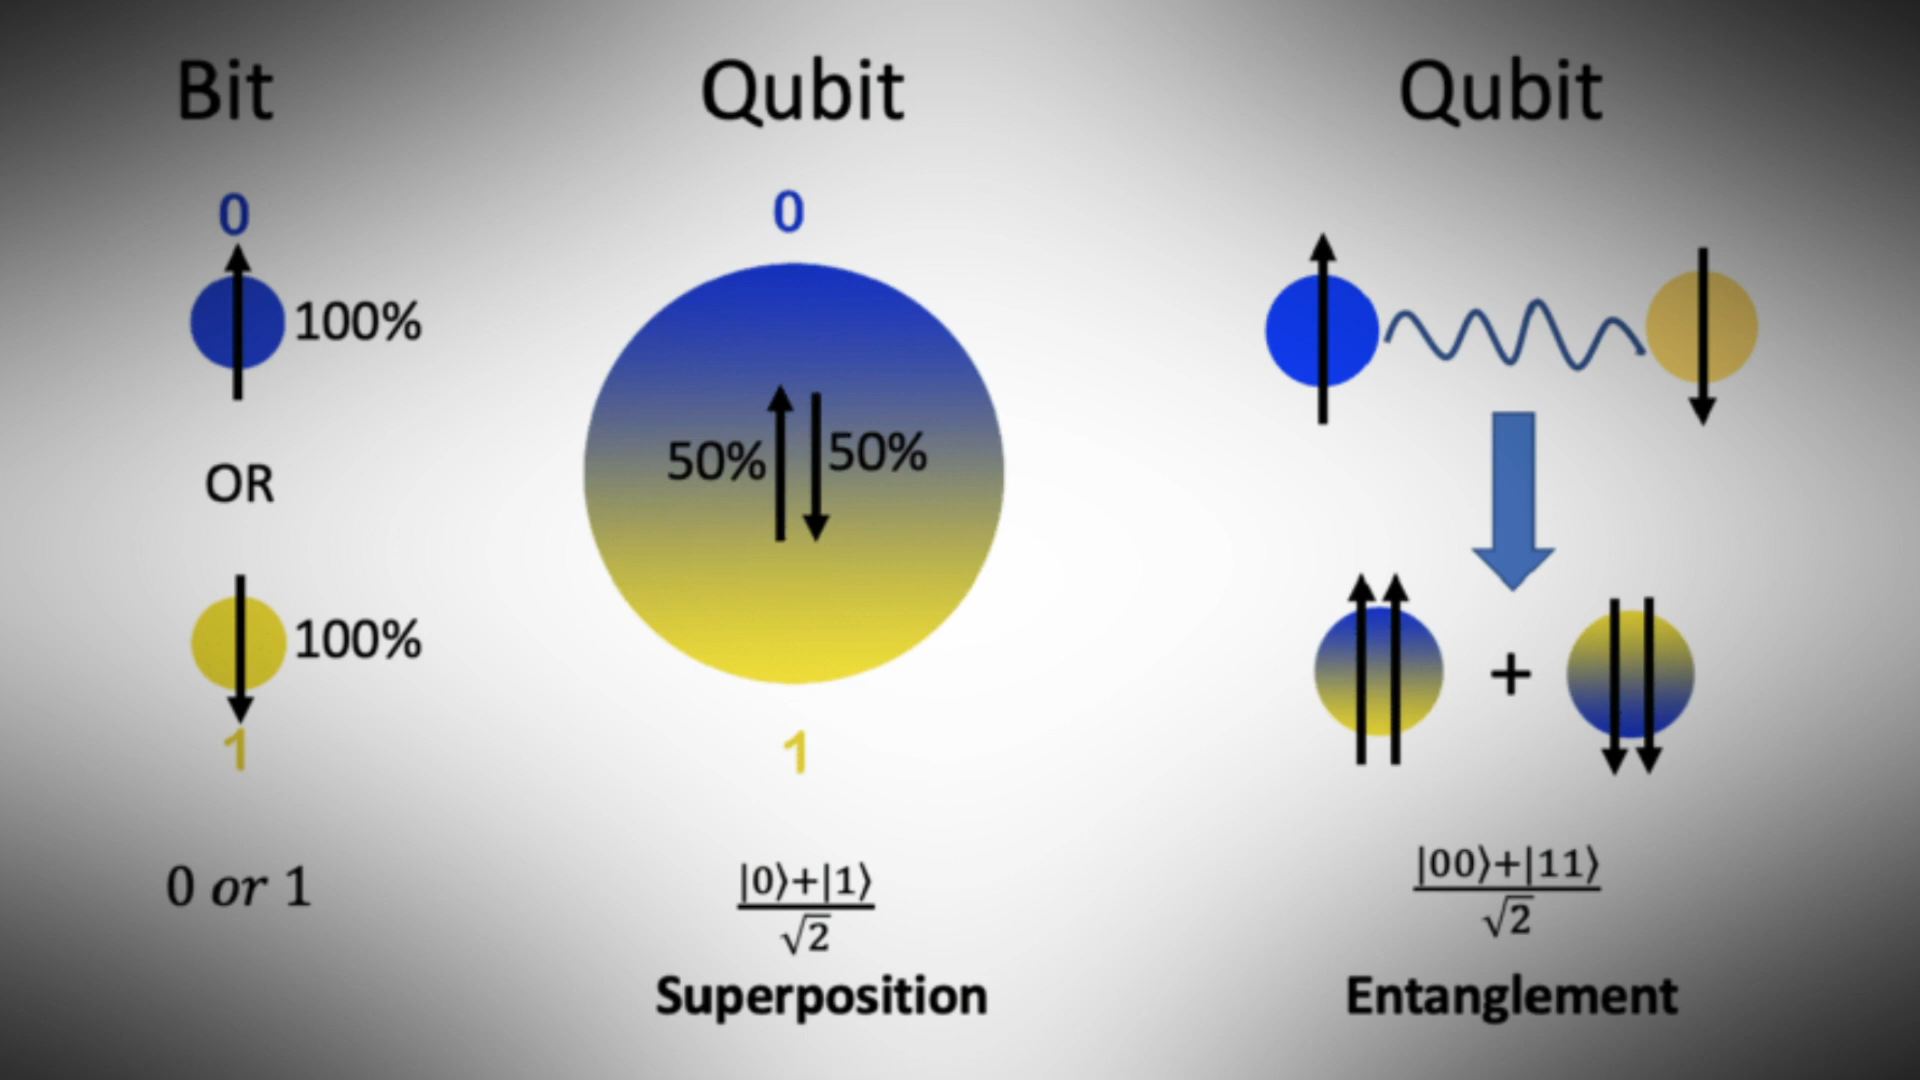 Bit
0
100%
OR
100%
1
0 or 1
Qubit
0
50% 50%
1
|0⟩+|1⟩
√2
Superposition
Qubit
+
|00⟩+|11⟩
√2
Entanglement